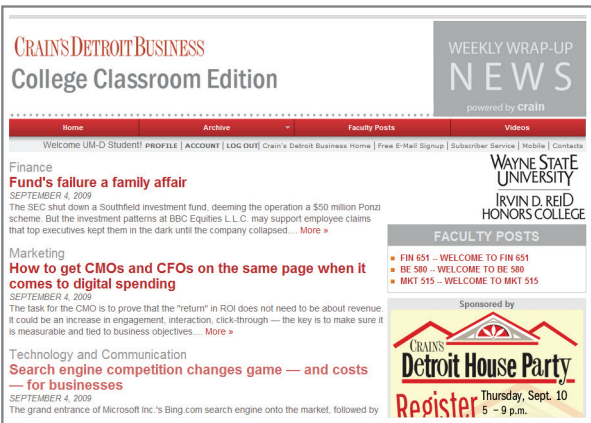 CRAIN'S DETROIT BUSINESS
College Classroom Edition
WEEKLY WRAP-UP
NEWS
powered by crain
Home Archive Faculty Posts Videos
Welcome UM-D Student! PROFILE | ACCOUNT | LOG OUT| Crain's Detroit Business Home | Free E-Mail Signup | Subscriber Service | Mobile | Contacts
Finance
Fund's failure a family affair
SEPTEMBER 4, 2009
The SEC shut down a Southfield investment fund, deeming the operation a $50 million Ponzi
scheme. But the investment patterns at BBC Equities L.L.C. may support employee claims
that top executives kept them in the dark until the company collapsed.... More »
Marketing
How to get CMOs and CFOs on the same page when it
comes to digital spending
SEPTEMBER 4, 2009
The task for the CMO is to prove that the "return" in ROI does not need to be about revenue.
It could be an increase in engagement, interaction, click-through — the key is to make sure it
is measurable and tied to business objectives.... More »
Technology and Communication
Search engine competition changes game — and costs
— for businesses
SEPTEMBER 4, 2009
The grand entrance of Microsoft Inc.'s Bing.com search engine onto the market, followed by
WAYNE STATE
UNIVERSITY
IRVIN D. REID
HONORS COLLEGE
FACULTY POSTS
FIN 651 -- WELCOME TO FIN 651
BE 580 -- WELCOME TO BE 580
MKT 515 -- WELCOME TO MKT 515
Sponsored by
CRAIN'S
Detroit House Party
Register Thursday, Sept. 10
5 – 9 p.m.